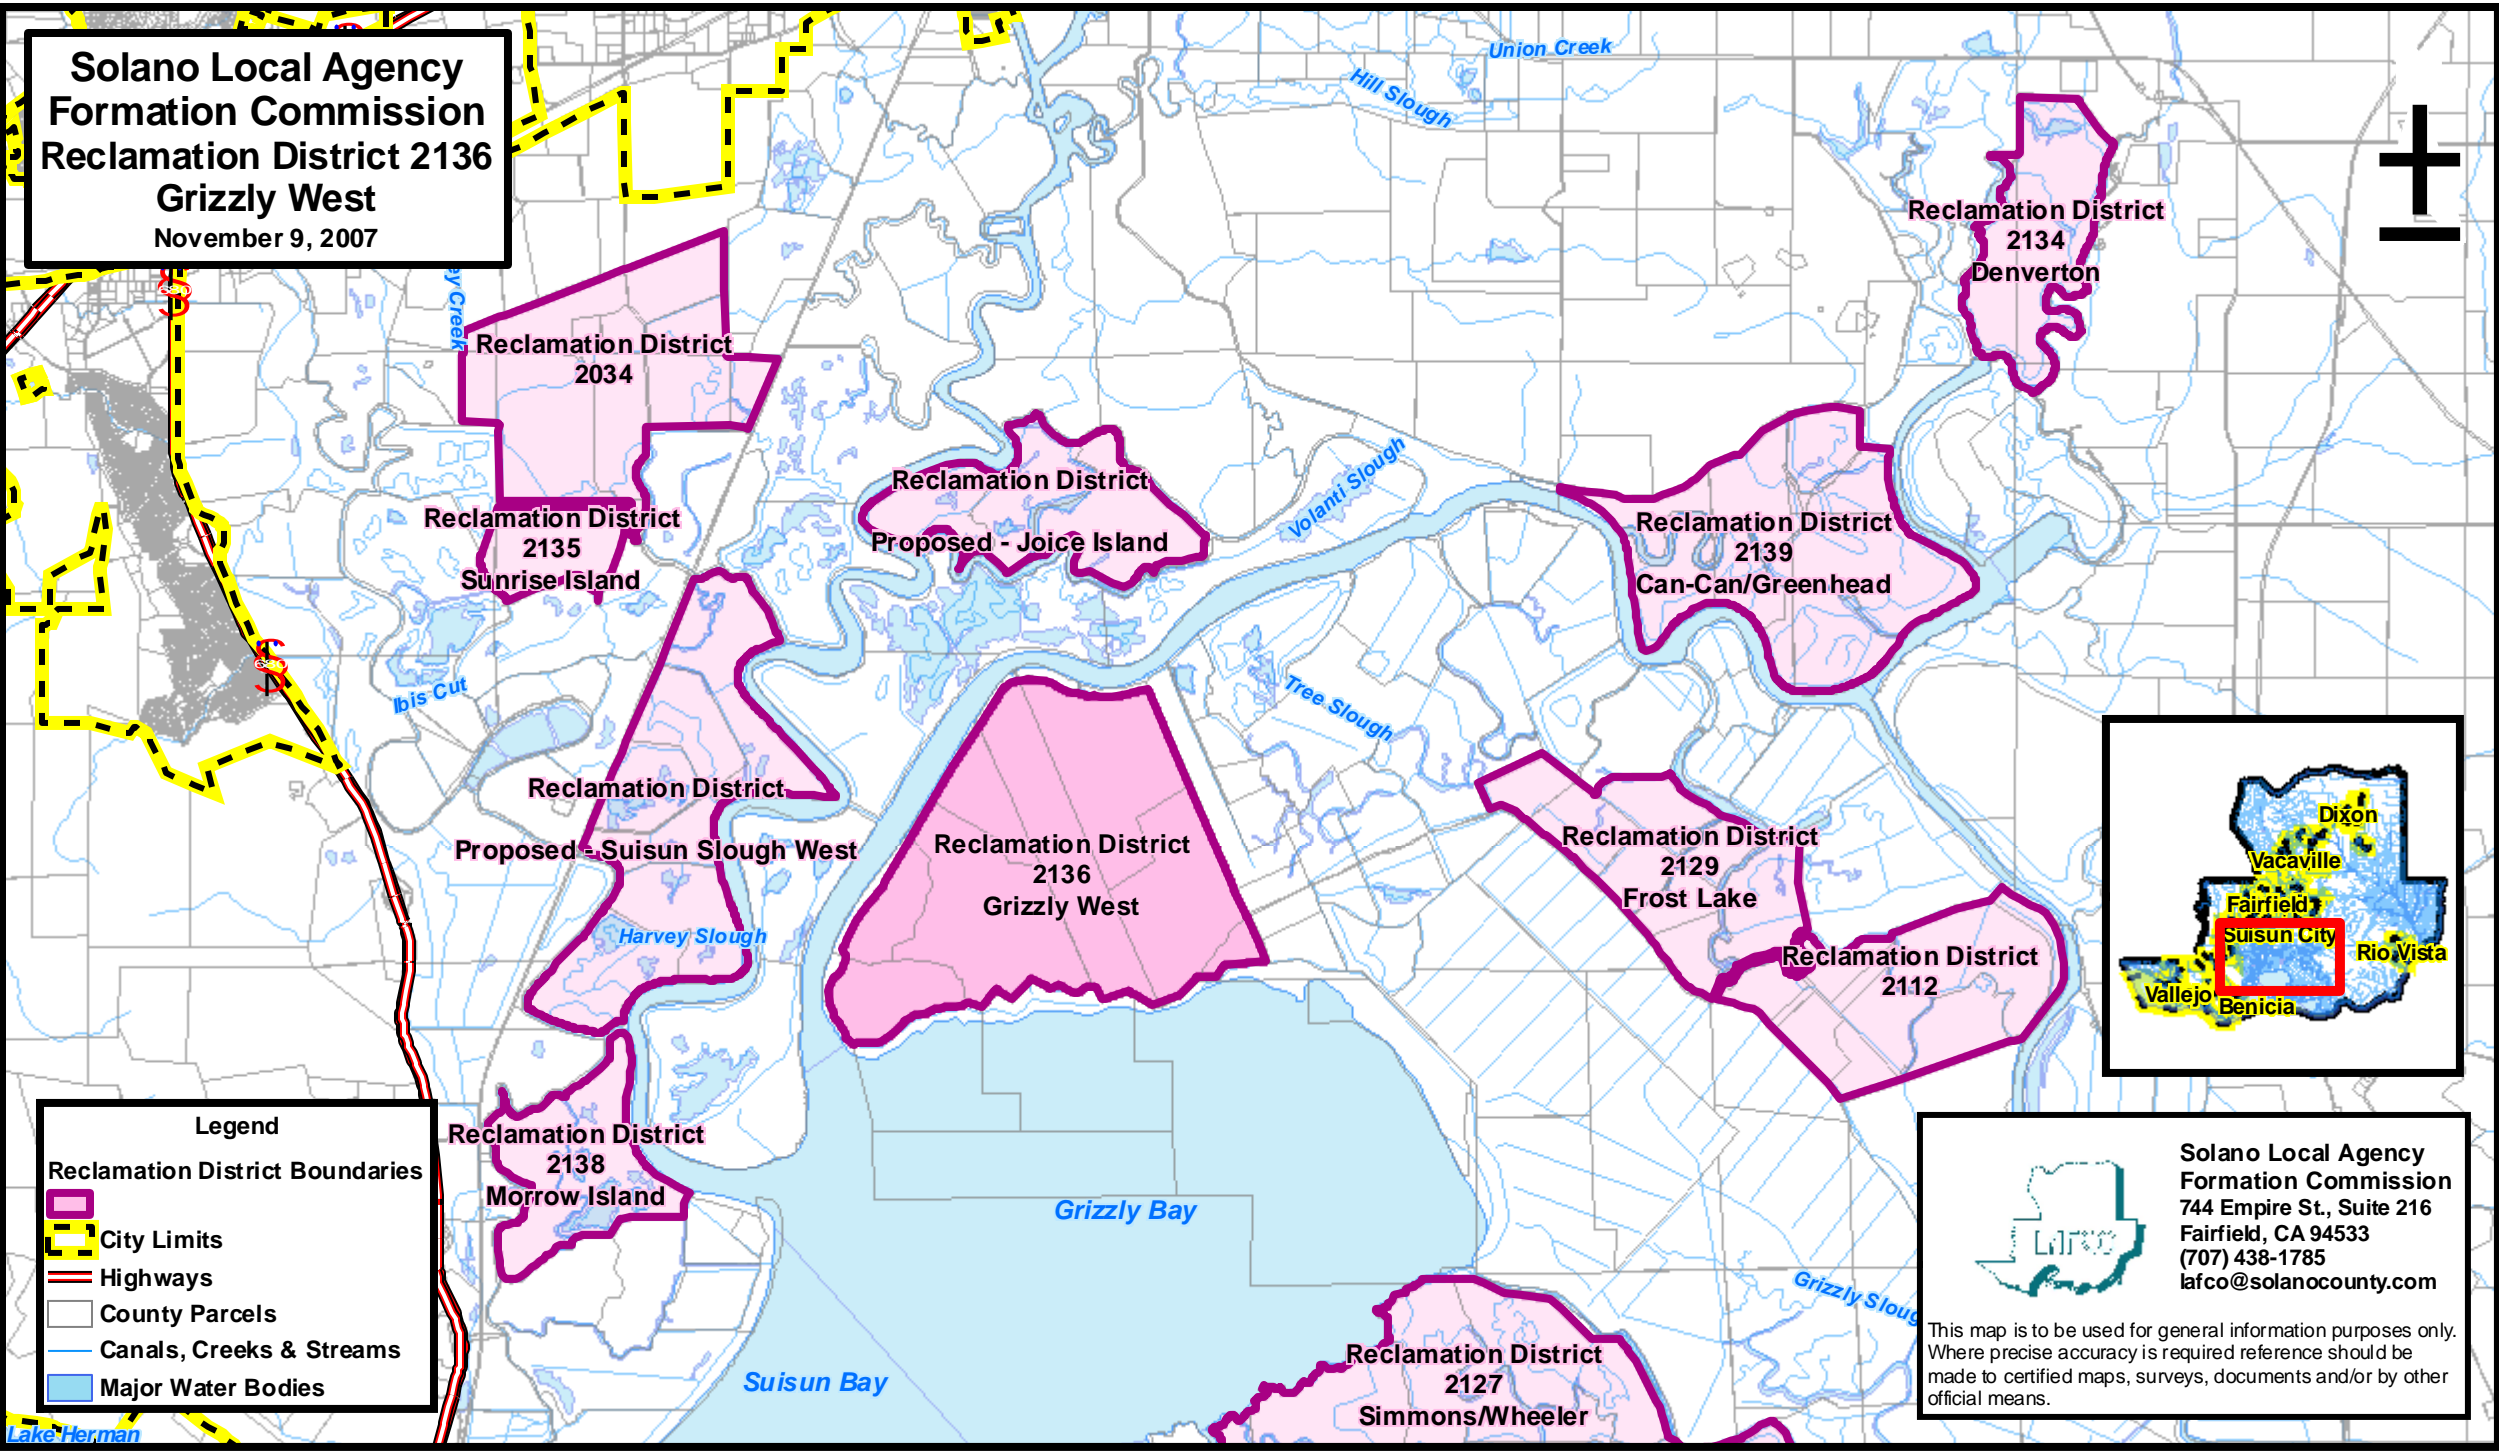 Solano Local Agency
Formation Commission
Reclamation District 2136
Grizzly West
November 9, 2007
Union Creek
Hill Slough
ey Creek
Reclamation District
2034
Reclamation District
2134
Denverton
Reclamation District
Proposed - Joice Island
Volanti Slough
Reclamation District
2135
Sunrise Island
Reclamation District
2139
Can-Can/Greenhead
Ibis Cut
Tree Slough
Reclamation District
Proposed - Suisun Slough West
Harvey Slough
Reclamation District
2136
Grizzly West
Reclamation District
2129
Frost Lake
Reclamation District
2112
Reclamation District
2138
Morrow Island
Grizzly Bay
Suisun Bay
Grizzly Sloug
Reclamation District
2127
Simmons/Wheeler
Lake Herman
Dixon
Vacaville
Fairfield
Suisun City
Rio Vista
Vallejo
Benicia
Legend
Reclamation District Boundaries
City Limits
Highways
County Parcels
Canals, Creeks & Streams
Major Water Bodies
LAFCO
Solano Local Agency
Formation Commission
744 Empire St., Suite 216
Fairfield, CA 94533
(707) 438-1785
lafco@solanocounty.com
This map is to be used for general information purposes only.
Where precise accuracy is required reference should be
made to certified maps, surveys, documents and/or by other
official means.